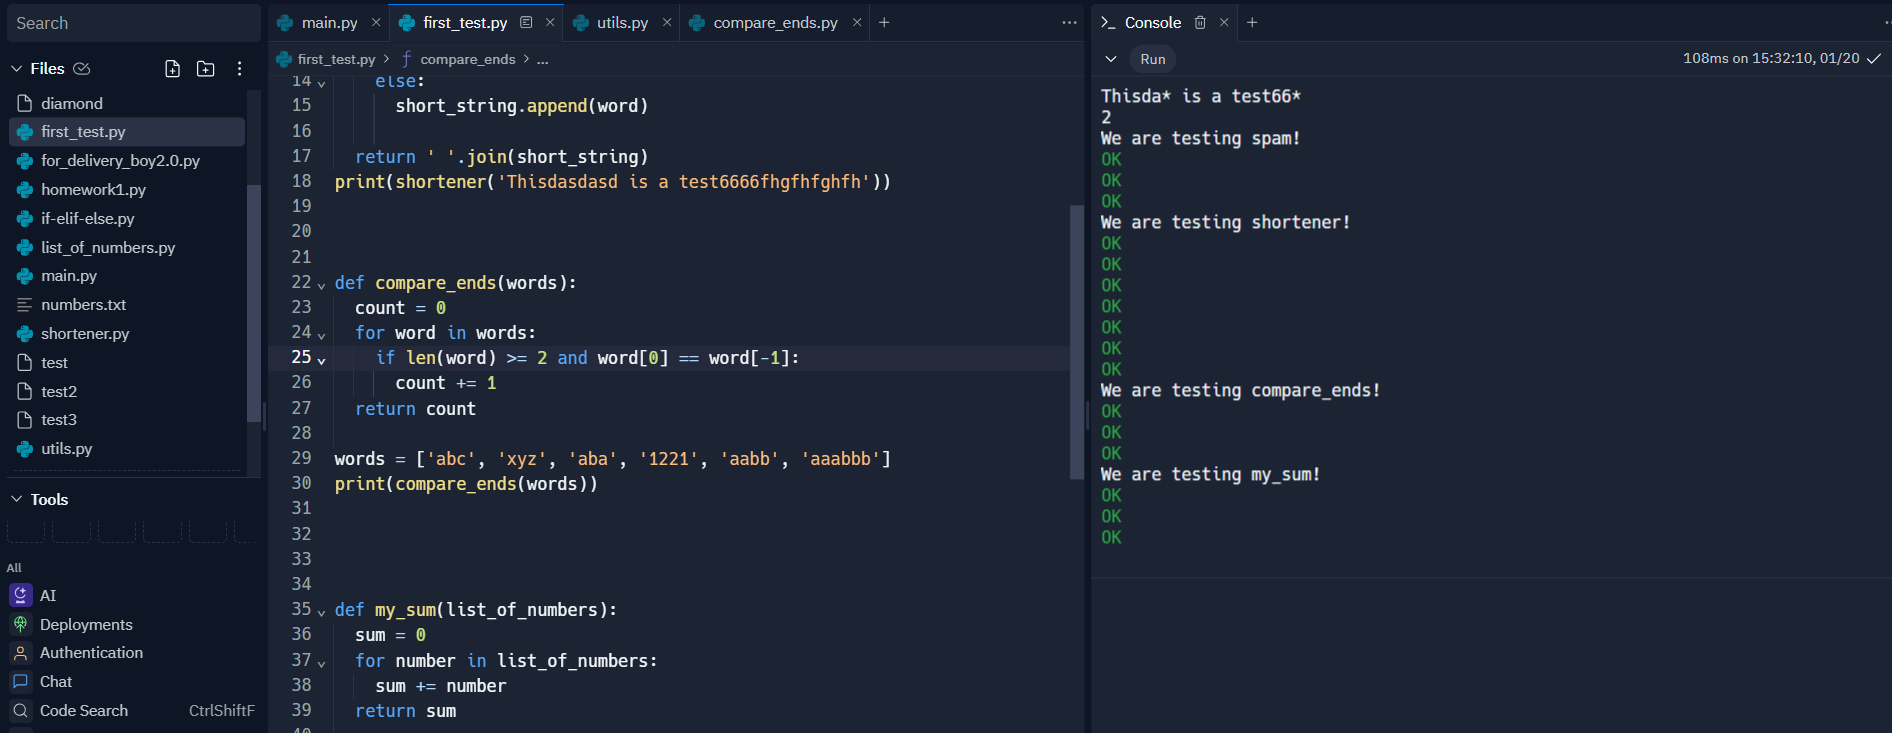 Search
Files
diamond
first_test.py
for_delivery_boy2.0.py
homework1.py
if-elif-else.py
list_of_numbers.py
main.py
numbers.txt
shortener.py
test
test2
test3
utils.py
Tools
All
AI
Deployments
Authentication
Chat
Code Search CtrlShiftF
main.py first_test.py utils.py compare_ends.py
first_test.py > compare_ends > ...
14 else:
15 short_string.append(word)
16
17 return ' '.join(short_string)
18 print(shortener('Thisdasdasd is a test6666fhgfhfghfh'))
19
20
21
22 def compare_ends(words):
23 count = 0
24 for word in words:
25 if len(word) >= 2 and word[0] == word[-1]:
26 count += 1
27 return count
28
29 words = ['abc', 'xyz', 'aba', '1221', 'aabb', 'aaabbb']
30 print(compare_ends(words))
31
32
33
34
35 def my_sum(list_of_numbers):
36 sum = 0
37 for number in list_of_numbers:
38 sum += number
39 return sum
40
Console
Run 108ms on 15:32:10, 01/20
Thisda* is a test66*
2
We are testing spam!
OK
OK
OK
We are testing shortener!
OK
OK
OK
OK
OK
OK
OK
We are testing compare_ends!
OK
OK
OK
We are testing my_sum!
OK
OK
OK